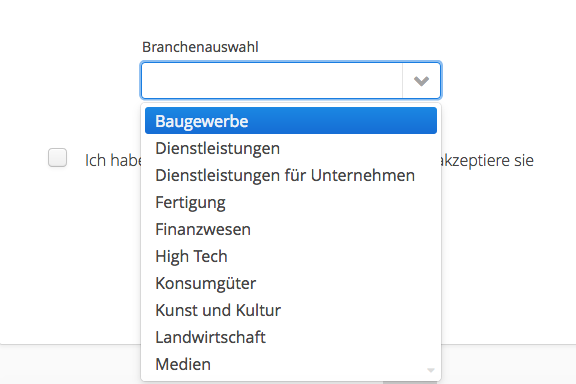 Branchenauswahl
Baugewerbe
Dienstleistungen
Ich habe akzeptiere sie
Dienstleistungen für Unternehmen
Fertigung
Finanzwesen
High Tech
Konsumgüter
Kunst und Kultur
Landwirtschaft
Medien